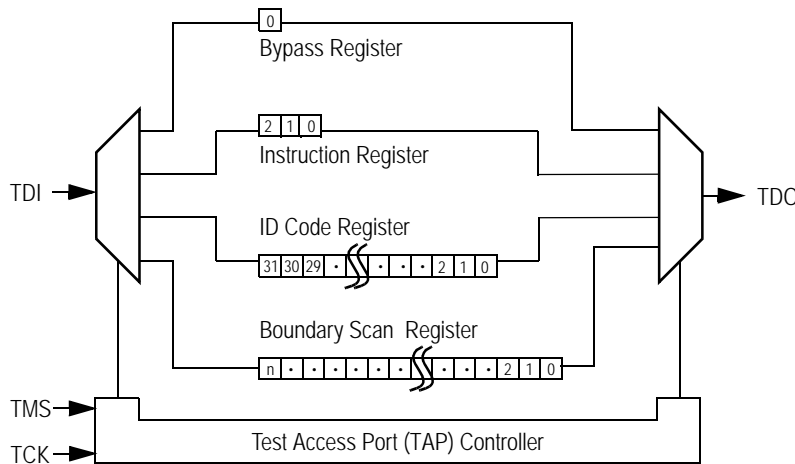 0
Bypass Register
2 1 0
Instruction Register
TDI
TDO
ID Code Register
31 30 29 · · · · 2 1 0
Boundary Scan Register
n · · · · · · · · · 2 1 0
TMS
TCK
Test Access Port (TAP) Controller